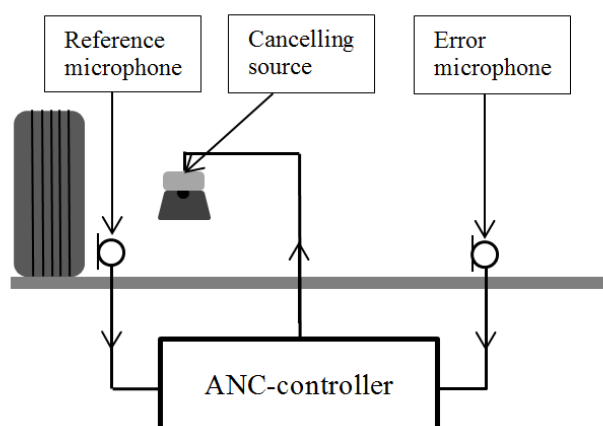 Reference
microphone
Cancelling
source
Error
microphone
ANC-controller